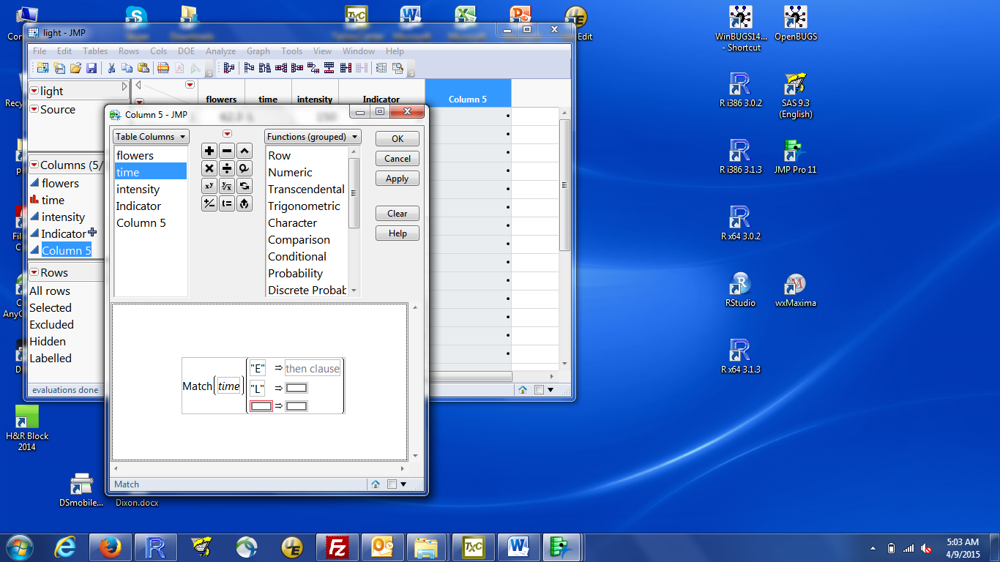 Skype
Downloads
Edit
WinBUGS14...
- Shortcut
OpenBUGS
light - JMP
File Edit Tables Rows Cols DOE Analyze Graph Tools View Window Help
light
Source
flowers time intensity Indicator Column 5
Column 5 - JMP
Table Columns
Functions (grouped)
OK
Cancel
Apply
Clear
Help
flowers
time
intensity
Indicator
Column 5
Row
Numeric
Transcendental
Trigonometric
Character
Comparison
Conditional
Probability
Discrete Probab
Columns (5/
flowers
time
intensity
Indicator
Column 5
Rows
All rows
Selected
Excluded
Hidden
Labelled
evaluations done
Match(time)
"E" ⇒ then clause
"L" ⇒
⇒
Match
R i386 3.0.2
SAS 9.3
(English)
R i386 3.1.3
JMP Pro 11
R x64 3.0.2
RStudio
wxMaxima
R x64 3.1.3
H&R Block
2014
DSmobile...
Dixon.docx
5:03 AM
4/9/2015